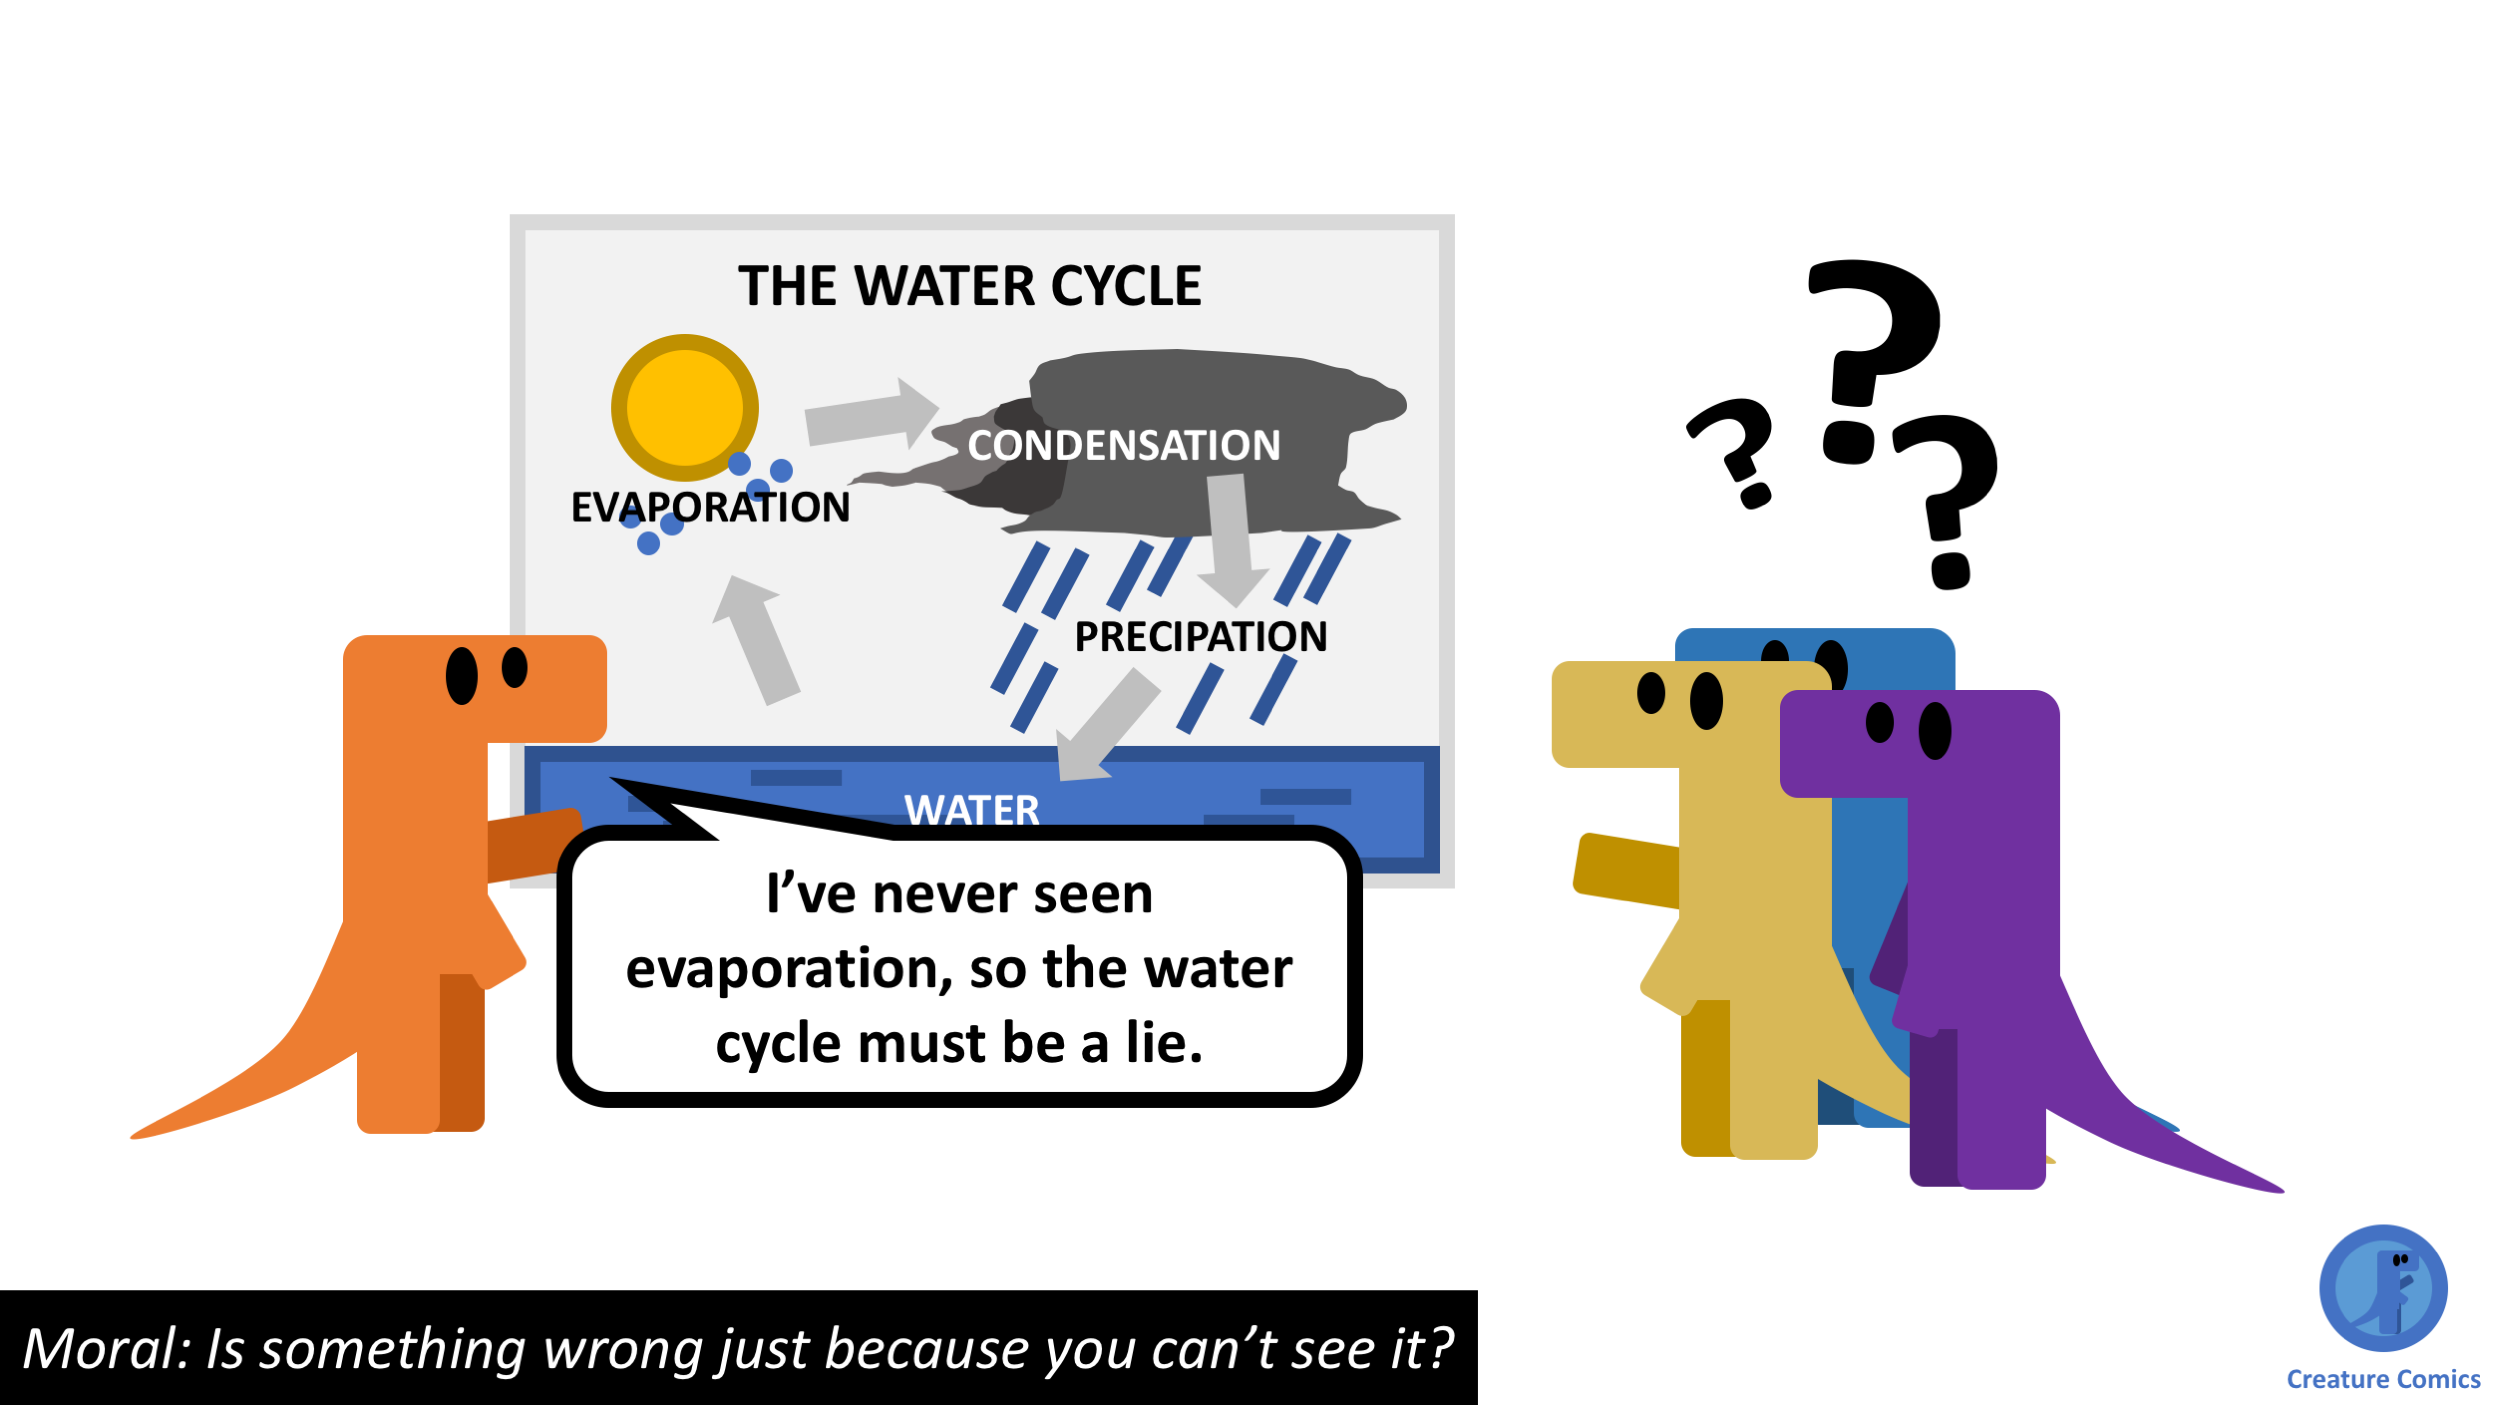 THE WATER CYCLE
CONDENSATION
EVAPORATION
PRECIPATION
WATER
I’ve never seen
evaporation, so the water
cycle must be a lie.
? ? ?
Moral: Is something wrong just because you can’t see it?
Creature Comics